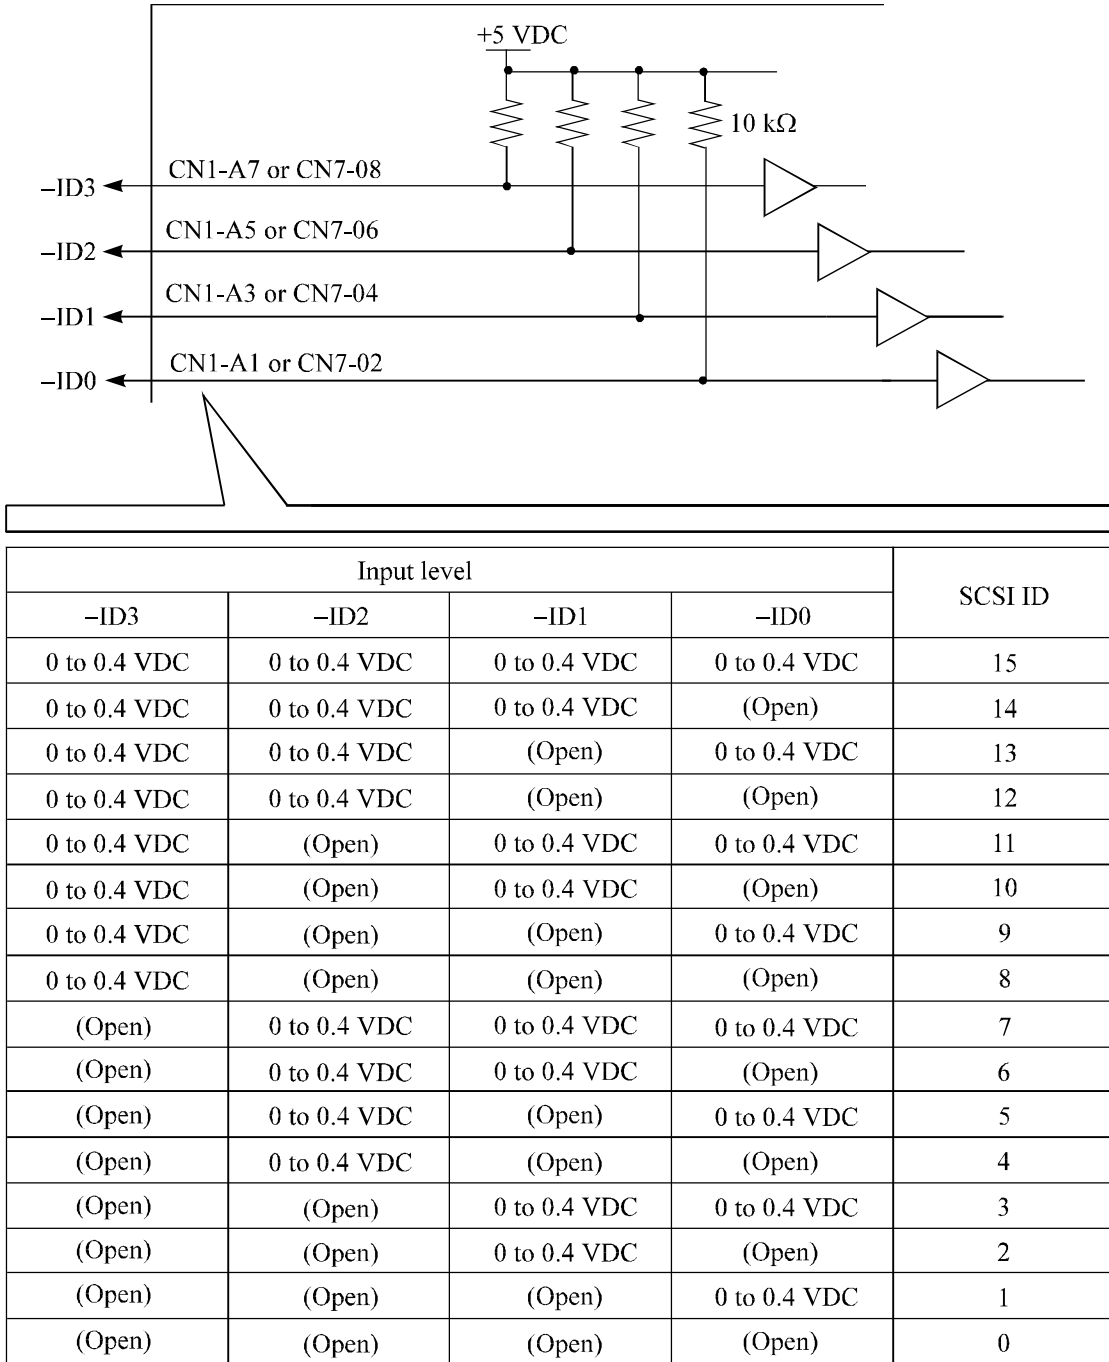 +5 VDC
10 kΩ
CN1-A7 or CN7-08
–ID3
CN1-A5 or CN7-06
–ID2
CN1-A3 or CN7-04
–ID1
CN1-A1 or CN7-02
–ID0
Input level SCSI ID
–ID3 –ID2 –ID1 –ID0
0 to 0.4 VDC 0 to 0.4 VDC 0 to 0.4 VDC 0 to 0.4 VDC 15
0 to 0.4 VDC 0 to 0.4 VDC 0 to 0.4 VDC (Open) 14
0 to 0.4 VDC 0 to 0.4 VDC (Open) 0 to 0.4 VDC 13
0 to 0.4 VDC 0 to 0.4 VDC (Open) (Open) 12
0 to 0.4 VDC (Open) 0 to 0.4 VDC 0 to 0.4 VDC 11
0 to 0.4 VDC (Open) 0 to 0.4 VDC (Open) 10
0 to 0.4 VDC (Open) (Open) 0 to 0.4 VDC 9
0 to 0.4 VDC (Open) (Open) (Open) 8
(Open) 0 to 0.4 VDC 0 to 0.4 VDC 0 to 0.4 VDC 7
(Open) 0 to 0.4 VDC 0 to 0.4 VDC (Open) 6
(Open) 0 to 0.4 VDC (Open) 0 to 0.4 VDC 5
(Open) 0 to 0.4 VDC (Open) (Open) 4
(Open) (Open) 0 to 0.4 VDC 0 to 0.4 VDC 3
(Open) (Open) 0 to 0.4 VDC (Open) 2
(Open) (Open) (Open) 0 to 0.4 VDC 1
(Open) (Open) (Open) (Open) 0